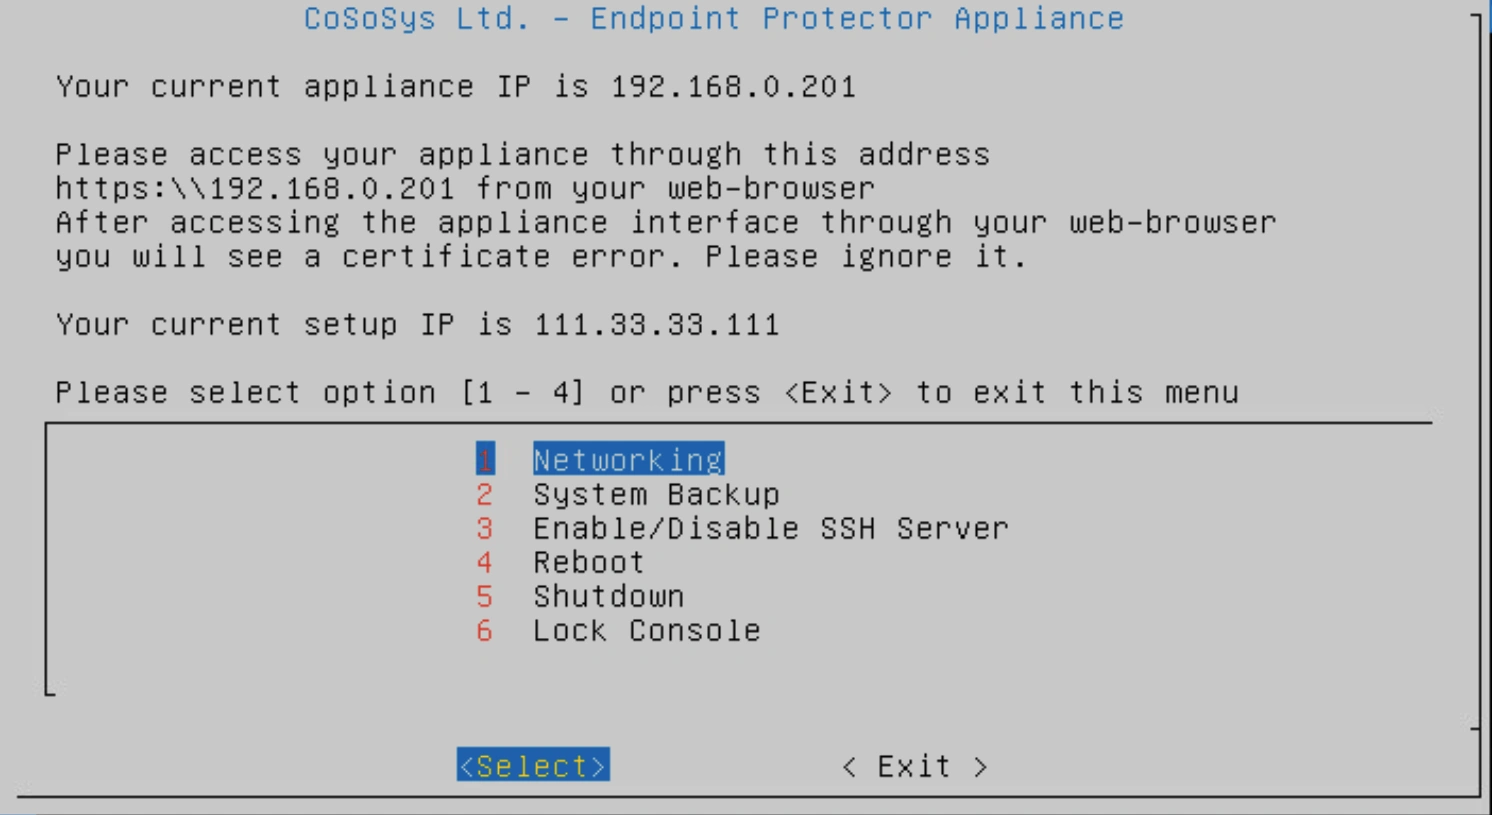 CoSoSys Ltd. - Endpoint Protector Appliance
Your current appliance IP is 192.168.0.201
Please access your appliance through this address
https:\\192.168.0.201 from your web-browser
After accessing the appliance interface through your web-browser
you will see a certificate error. Please ignore it.
Your current setup IP is 111.33.33.111
Please select option [1 - 4] or press <Exit> to exit this menu
1 Networking
2 System Backup
3 Enable/Disable SSH Server
4 Reboot
5 Shutdown
6 Lock Console
<Select> < Exit >